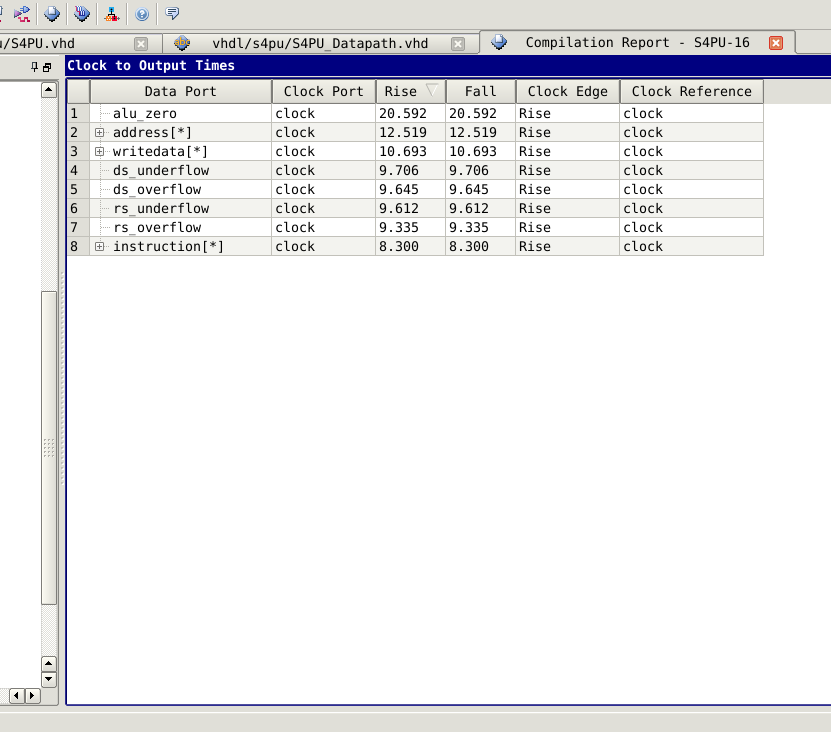 u/S4PU.vhd vhdl/s4pu/S4PU_Datapath.vhd Compilation Report - S4PU-16
Clock to Output Times
Data Port Clock Port Rise Fall Clock Edge Clock Reference
1 alu_zero clock 20.592 20.592 Rise clock
2 address[*] clock 12.519 12.519 Rise clock
3 writedata[*] clock 10.693 10.693 Rise clock
4 ds_underflow clock 9.706 9.706 Rise clock
5 ds_overflow clock 9.645 9.645 Rise clock
6 rs_underflow clock 9.612 9.612 Rise clock
7 rs_overflow clock 9.335 9.335 Rise clock
8 instruction[*] clock 8.300 8.300 Rise clock